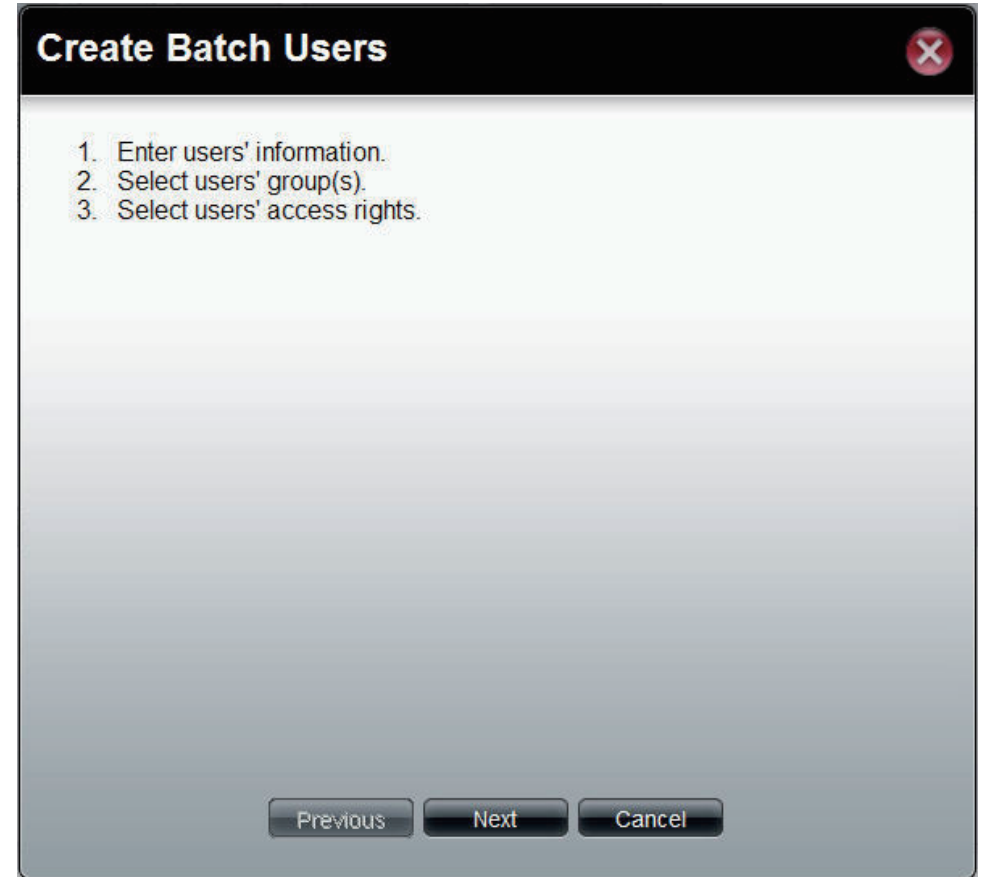 Create Batch Users
1. Enter users' information.
2. Select users' group(s).
3. Select users' access rights.
Previous Next Cancel